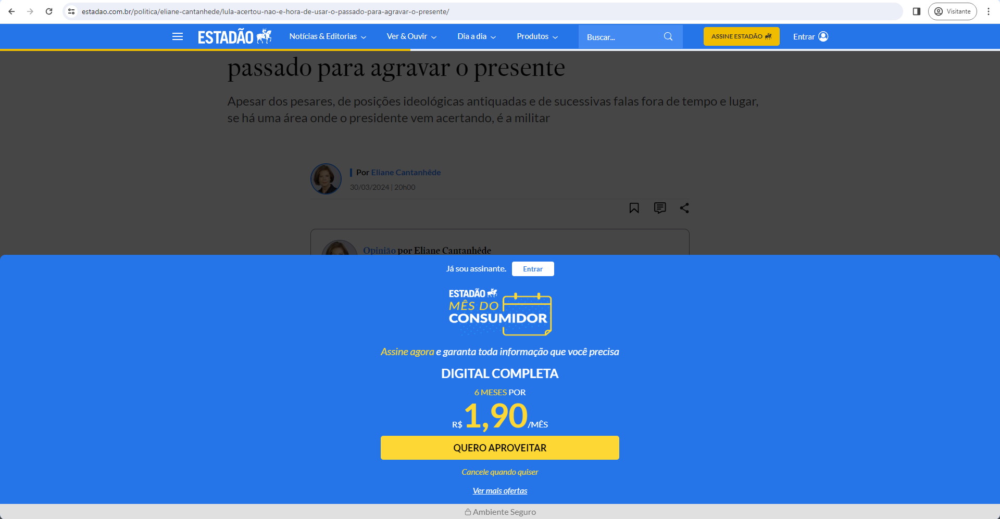 estadao.com.br/politica/eliane-cantanhede/lula-acertou-nao-e-hora-de-usar-o-passado-para-agravar-o-presente/
Visitante
ESTADÃO
Notícias & Editorias
Ver & Ouvir
Dia a dia
Produtos
Buscar...
ASSINE ESTADÃO
Entrar
passado para agravar o presente
Apesar dos pesares, de posições ideológicas antiquadas e de sucessivas falas fora de tempo e lugar,
se há uma área onde o presidente vem acertando, é a militar
Por Eliane Cantanhêde
30/03/2024 | 20h00
Opinião por Eliane Cantanhêde
Já sou assinante.
Entrar
ESTADÃO
MÊS DO
CONSUMIDOR
Assine agora e garanta toda informação que você precisa
DIGITAL COMPLETA
6 MESES POR
R$ 1,90/MÊS
QUERO APROVEITAR
Cancele quando quiser
Ver mais ofertas
Ambiente Seguro